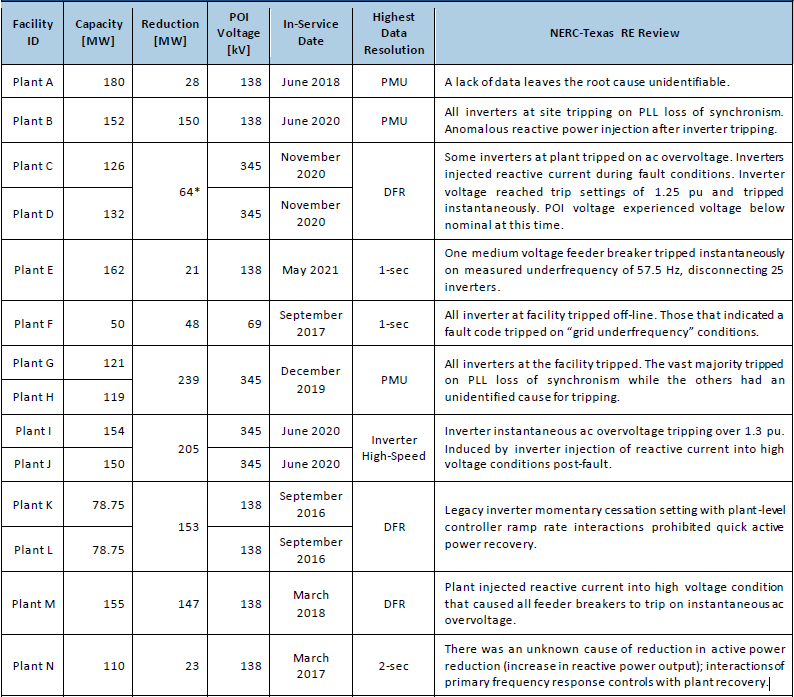 Facility ID | Capacity [MW] | Reduction [MW] | POI Voltage [kV] | In-Service Date | Highest Data Resolution | NERC-Texas RE Review
Plant A | 180 | 28 | 138 | June 2018 | PMU | A lack of data leaves the root cause unidentifiable.
Plant B | 152 | 150 | 138 | June 2020 | PMU | All inverters at site tripping on PLL loss of synchronism.
Anomalous reactive power injection after inverter tripping.
Plant C | 126 | 64* | 345 | November 2020 | DFR | Some inverters at plant tripped on ac overvoltage. Inverters
injected reactive current during fault conditions. Inverter
voltage reached trip settings of 1.25 pu and tripped
instantaneously. POI voltage experienced voltage below
nominal at this time.
Plant D | 132 | 345 | November 2020
Plant E | 162 | 21 | 138 | May 2021 | 1-sec | One medium voltage feeder breaker tripped instantaneously
on measured underfrequency of 57.5 Hz, disconnecting 25
inverters.
Plant F | 50 | 48 | 69 | September 2017 | 1-sec | All inverter at facility tripped off-line. Those that indicated a
fault code tripped on “grid underfrequency” conditions.
Plant G | 121 | 239 | 345 | December 2019 | PMU | All inverters at the facility tripped. The vast majority tripped
on PLL loss of synchronism while the others had an
unidentified cause for tripping.
Plant H | 119
Plant I | 154 | 205 | 345 | June 2020 | Inverter High-Speed | Inverter instantaneous ac overvoltage tripping over 1.3 pu.
Induced by inverter injection of reactive current into high
voltage conditions post-fault.
Plant J | 150 | 345 | June 2020
Plant K | 78.75 | 153 | 138 | September 2016 | DFR | Legacy inverter momentary cessation setting with plant-level
controller ramp rate interactions prohibited quick active
power recovery.
Plant L | 78.75 | 138 | September 2016
Plant M | 155 | 147 | 138 | March 2018 | DFR | Plant injected reactive current into high voltage condition
that caused all feeder breakers to trip on instantaneous ac
overvoltage.
Plant N | 110 | 23 | 138 | March 2017 | 2-sec | There was an unknown cause of reduction in active power
reduction (increase in reactive power output); interactions of
primary frequency response controls with plant recovery.